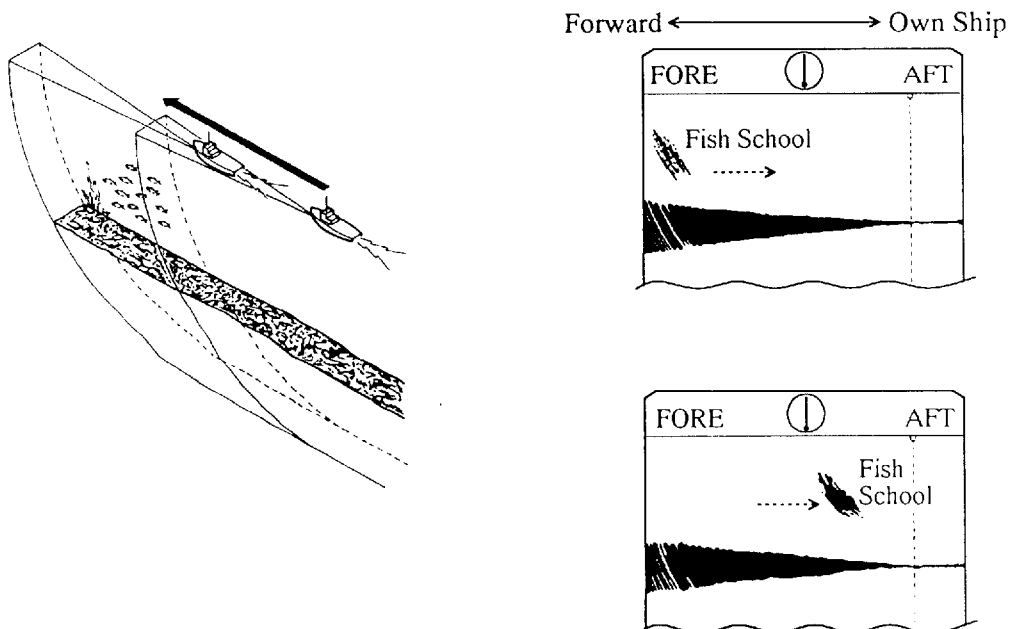 Forward Own Ship
FORE AFT
Fish School
FORE AFT
Fish
School